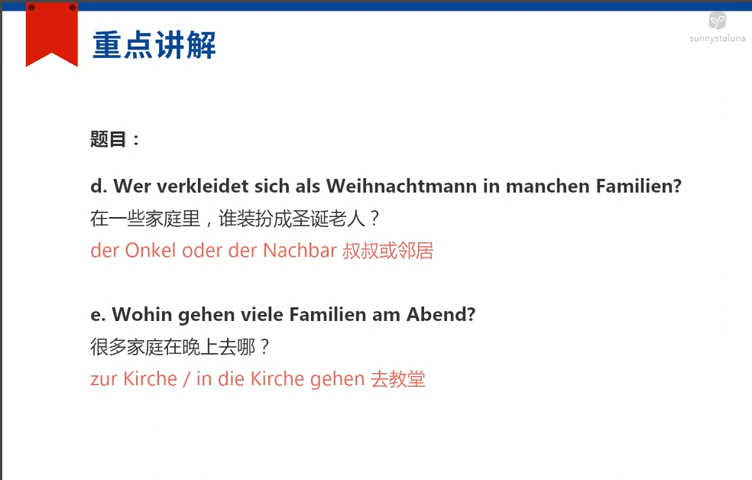 sunnystaluna
重点讲解
题目：
d. Wer verkleidet sich als Weihnachtmann in manchen Familien?
在一些家庭里，谁装扮成圣诞老人？
der Onkel oder der Nachbar 叔叔或邻居
e. Wohin gehen viele Familien am Abend?
很多家庭在晚上去哪？
zur Kirche / in die Kirche gehen 去教堂